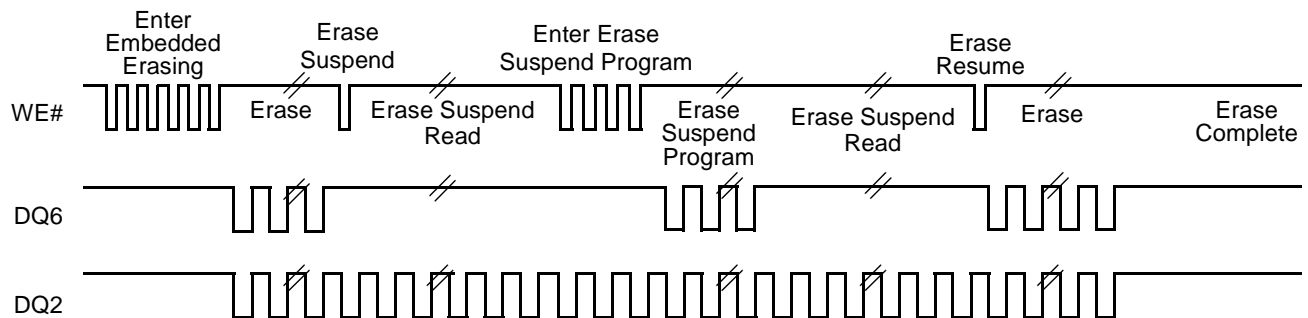 Enter
Embedded
Erasing
Erase
Suspend
Enter Erase
Suspend Program
Erase
Resume
WE#
Erase
Erase Suspend
Read
Erase
Suspend
Program
Erase Suspend
Read
Erase
Erase
Complete
DQ6
DQ2